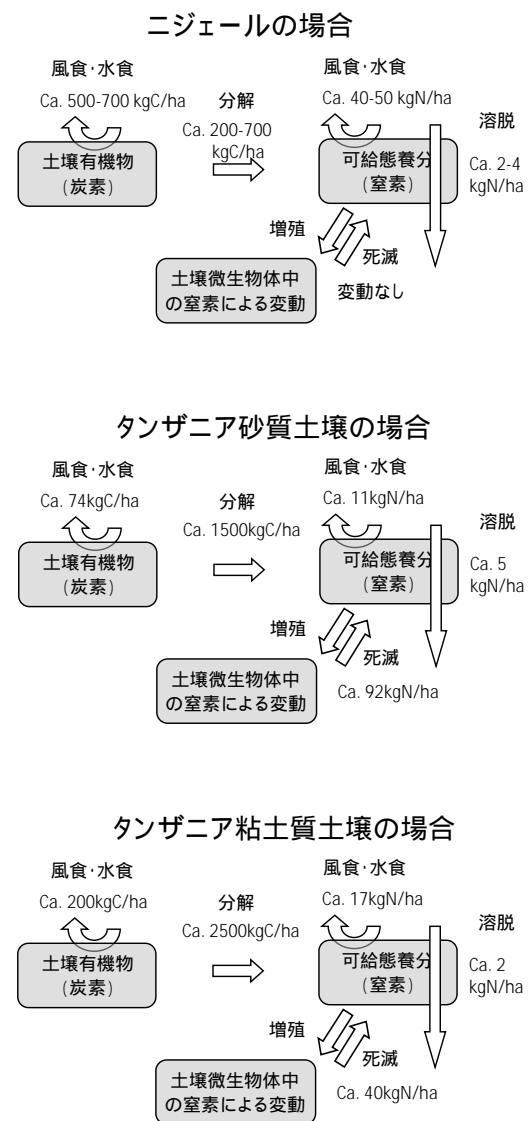 ニジェールの場合
風食・水食
Ca. 500-700 kgC/ha
土壌有機物
(炭素)
分解
Ca. 200-700
kgC/ha
風食・水食
Ca. 40-50 kgN/ha
可給態養分
(窒素)
溶脱
Ca. 2-4
kgN/ha
増殖
死滅
土壌微生物体中
の窒素による変動
変動なし
タンザニア砂質土壌の場合
風食・水食
Ca. 74kgC/ha
土壌有機物
(炭素)
分解
Ca. 1500kgC/ha
風食・水食
Ca. 11kgN/ha
可給態養分
(窒素)
溶脱
Ca. 5
kgN/ha
増殖
死滅
土壌微生物体中
の窒素による変動
Ca. 92kgN/ha
タンザニア粘土質土壌の場合
風食・水食
Ca. 200kgC/ha
土壌有機物
(炭素)
分解
Ca. 2500kgC/ha
風食・水食
Ca. 17kgN/ha
可給態養分
(窒素)
溶脱
Ca. 2
kgN/ha
増殖
死滅
土壌微生物体中
の窒素による変動
Ca. 40kgN/ha